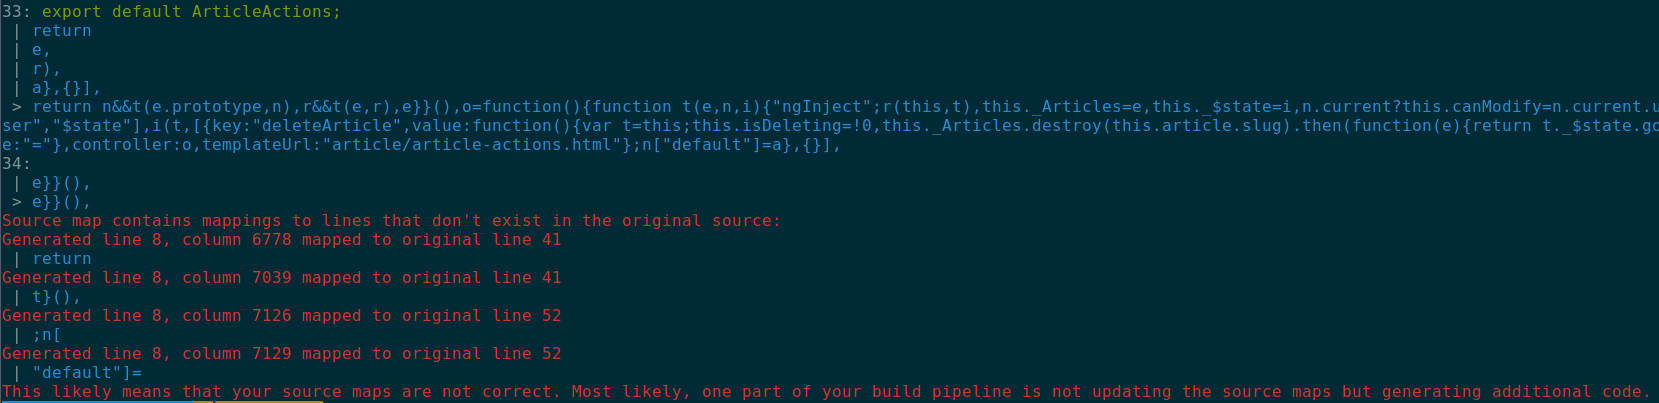 33: export default ArticleActions;
| return
| e,
| r),
| a},{}],
> return n&&t(e.prototype,n),r&&t(e,r),e}}(),o=function(){function t(e,n,i){"ngInject";r(this,t),this._Articles=e,this._$state=i,n.current?this.canModify=n.current.u
ser","$state"],i(t,[{key:"deleteArticle",value:function(){var t=this;this.isDeleting=!0,this._Articles.destroy(this.article.slug).then(function(e){return t._$state.go
e:"="},controller:o,templateUrl:"article/article-actions.html"};n["default"]=a},{}],
34:
| e}}(),
> e}}(),
Source map contains mappings to lines that don't exist in the original source:
Generated line 8, column 6778 mapped to original line 41
| return
Generated line 8, column 7039 mapped to original line 41
| t}(),
Generated line 8, column 7126 mapped to original line 52
| ;n[
Generated line 8, column 7129 mapped to original line 52
| "default"]=
This likely means that your source maps are not correct. Most likely, one part of your build pipeline is not updating the source maps but generating additional code.